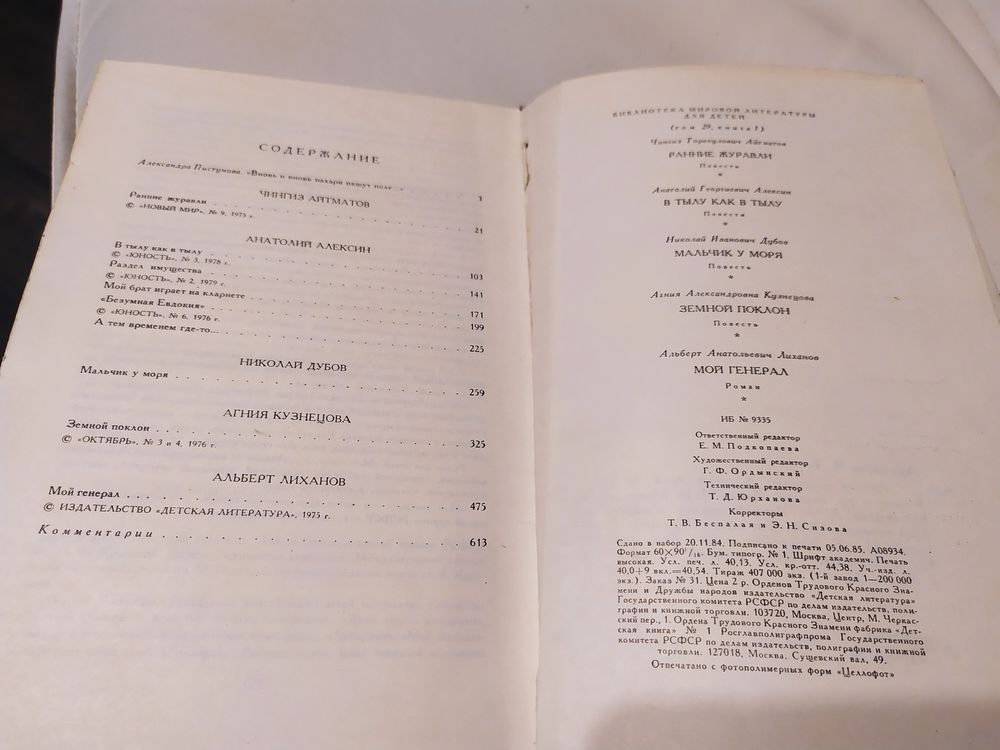 СОДЕРЖАНИЕ
Александра Пистунова. «Вновь и вновь пахари пашут поле...» 3
ЧИНГИЗ АЙТМАТОВ
Ранние журавли . . . 21
© «НОВЫЙ МИР», № 9, 1975 г.
АНАТОЛИЙ АЛЕКСИН
В тылу как в тылу . . . 103
© «ЮНОСТЬ», № 3, 1978 г.
Раздел имущества . . . 141
© «ЮНОСТЬ», № 2, 1979 г.
Мой брат играет на кларнете . . . 171
«Безумная Евдокия» . . . 199
© «ЮНОСТЬ», № 6, 1976 г.
А тем временем где-то... . . . 225
НИКОЛАЙ ДУБОВ
Мальчик у моря . . . 259
АГНИЯ КУЗНЕЦОВА
Земной поклон . . . 325
© «ОКТЯБРЬ», № 3 и 4, 1976 г.
АЛЬБЕРТ ЛИХАНОВ
Мой генерал . . . 475
© ИЗДАТЕЛЬСТВО «ДЕТСКАЯ ЛИТЕРАТУРА», 1975 г.
Комментарии . . . 613
БИБЛИОТЕКА МИРОВОЙ ЛИТЕРАТУРЫ
ДЛЯ ДЕТЕЙ
(том 29, книга 1)
Чингиз Торекулович Айтматов
РАННИЕ ЖУРАВЛИ
Повесть
*
Анатолий Георгиевич Алексин
В ТЫЛУ КАК В ТЫЛУ
Повести
*
Николай Иванович Дубов
МАЛЬЧИК У МОРЯ
Повесть
*
Агния Александровна Кузнецова
ЗЕМНОЙ ПОКЛОН
Повесть
*
Альберт Анатольевич Лиханов
МОЙ ГЕНЕРАЛ
Роман
*
ИБ № 9335
Ответственный редактор
Е. М. Подкопаева
Художественный редактор
Г. Ф. Ордынский
Технический редактор
Т. Д. Юрханова
Корректоры
Т. В. Беспалая и Э. Н. Сизова
Сдано в набор 20.11.84. Подписано к печати 05.06.85. А08934.
Формат 60×90¹/₁₆. Бум. типогр. № 1. Шрифт академич. Печать
высокая. Усл. печ. л. 40,13. Усл. кр.-отт. 44,38. Уч.-изд. л.
40,0+9 вкл.=40,54. Тираж 407 000 экз. (1-й завод 1—200 000
экз.). Заказ № 31. Цена 2 р. Орденов Трудового Красного Зна-
мени и Дружбы народов издательство «Детская литература»
Государственного комитета РСФСР по делам издательств, поли-
графии и книжной торговли. 103720, Москва, Центр, М. Черкас-
ский пер., 1. Ордена Трудового Красного Знамени фабрика «Дет-
ская книга» № 1 Росглавполиграфпрома Государственного
комитета РСФСР по делам издательств, полиграфии и книжной
торговли. 127018, Москва. Сущевский вал, 49.
Отпечатано с фотополимерных форм «Целлофот»